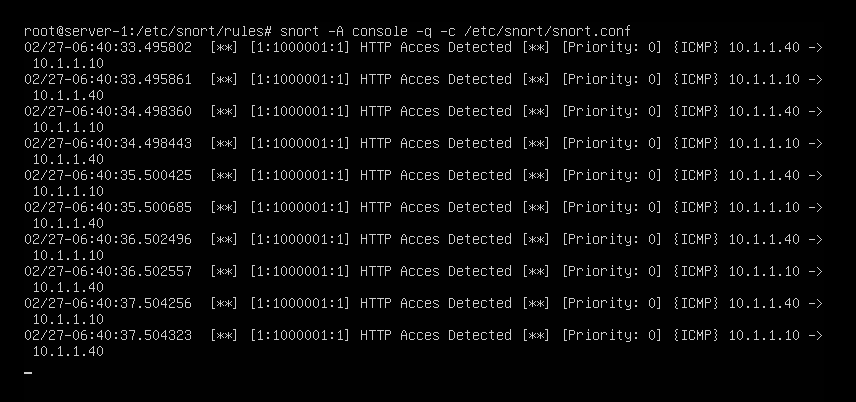 root@server-1:/etc/snort/rules# snort -A console -q -c /etc/snort/snort.conf
02/27-06:40:33.495802  [**] [1:1000001:1] HTTP Acces Detected [**] [Priority: 0] {ICMP} 10.1.1.40 ->
 10.1.1.10
02/27-06:40:33.495861  [**] [1:1000001:1] HTTP Acces Detected [**] [Priority: 0] {ICMP} 10.1.1.10 ->
 10.1.1.40
02/27-06:40:34.498360  [**] [1:1000001:1] HTTP Acces Detected [**] [Priority: 0] {ICMP} 10.1.1.40 ->
 10.1.1.10
02/27-06:40:34.498443  [**] [1:1000001:1] HTTP Acces Detected [**] [Priority: 0] {ICMP} 10.1.1.10 ->
 10.1.1.40
02/27-06:40:35.500425  [**] [1:1000001:1] HTTP Acces Detected [**] [Priority: 0] {ICMP} 10.1.1.40 ->
 10.1.1.10
02/27-06:40:35.500685  [**] [1:1000001:1] HTTP Acces Detected [**] [Priority: 0] {ICMP} 10.1.1.10 ->
 10.1.1.40
02/27-06:40:36.502496  [**] [1:1000001:1] HTTP Acces Detected [**] [Priority: 0] {ICMP} 10.1.1.40 ->
 10.1.1.10
02/27-06:40:36.502557  [**] [1:1000001:1] HTTP Acces Detected [**] [Priority: 0] {ICMP} 10.1.1.10 ->
 10.1.1.40
02/27-06:40:37.504256  [**] [1:1000001:1] HTTP Acces Detected [**] [Priority: 0] {ICMP} 10.1.1.40 ->
 10.1.1.10
02/27-06:40:37.504323  [**] [1:1000001:1] HTTP Acces Detected [**] [Priority: 0] {ICMP} 10.1.1.10 ->
 10.1.1.40